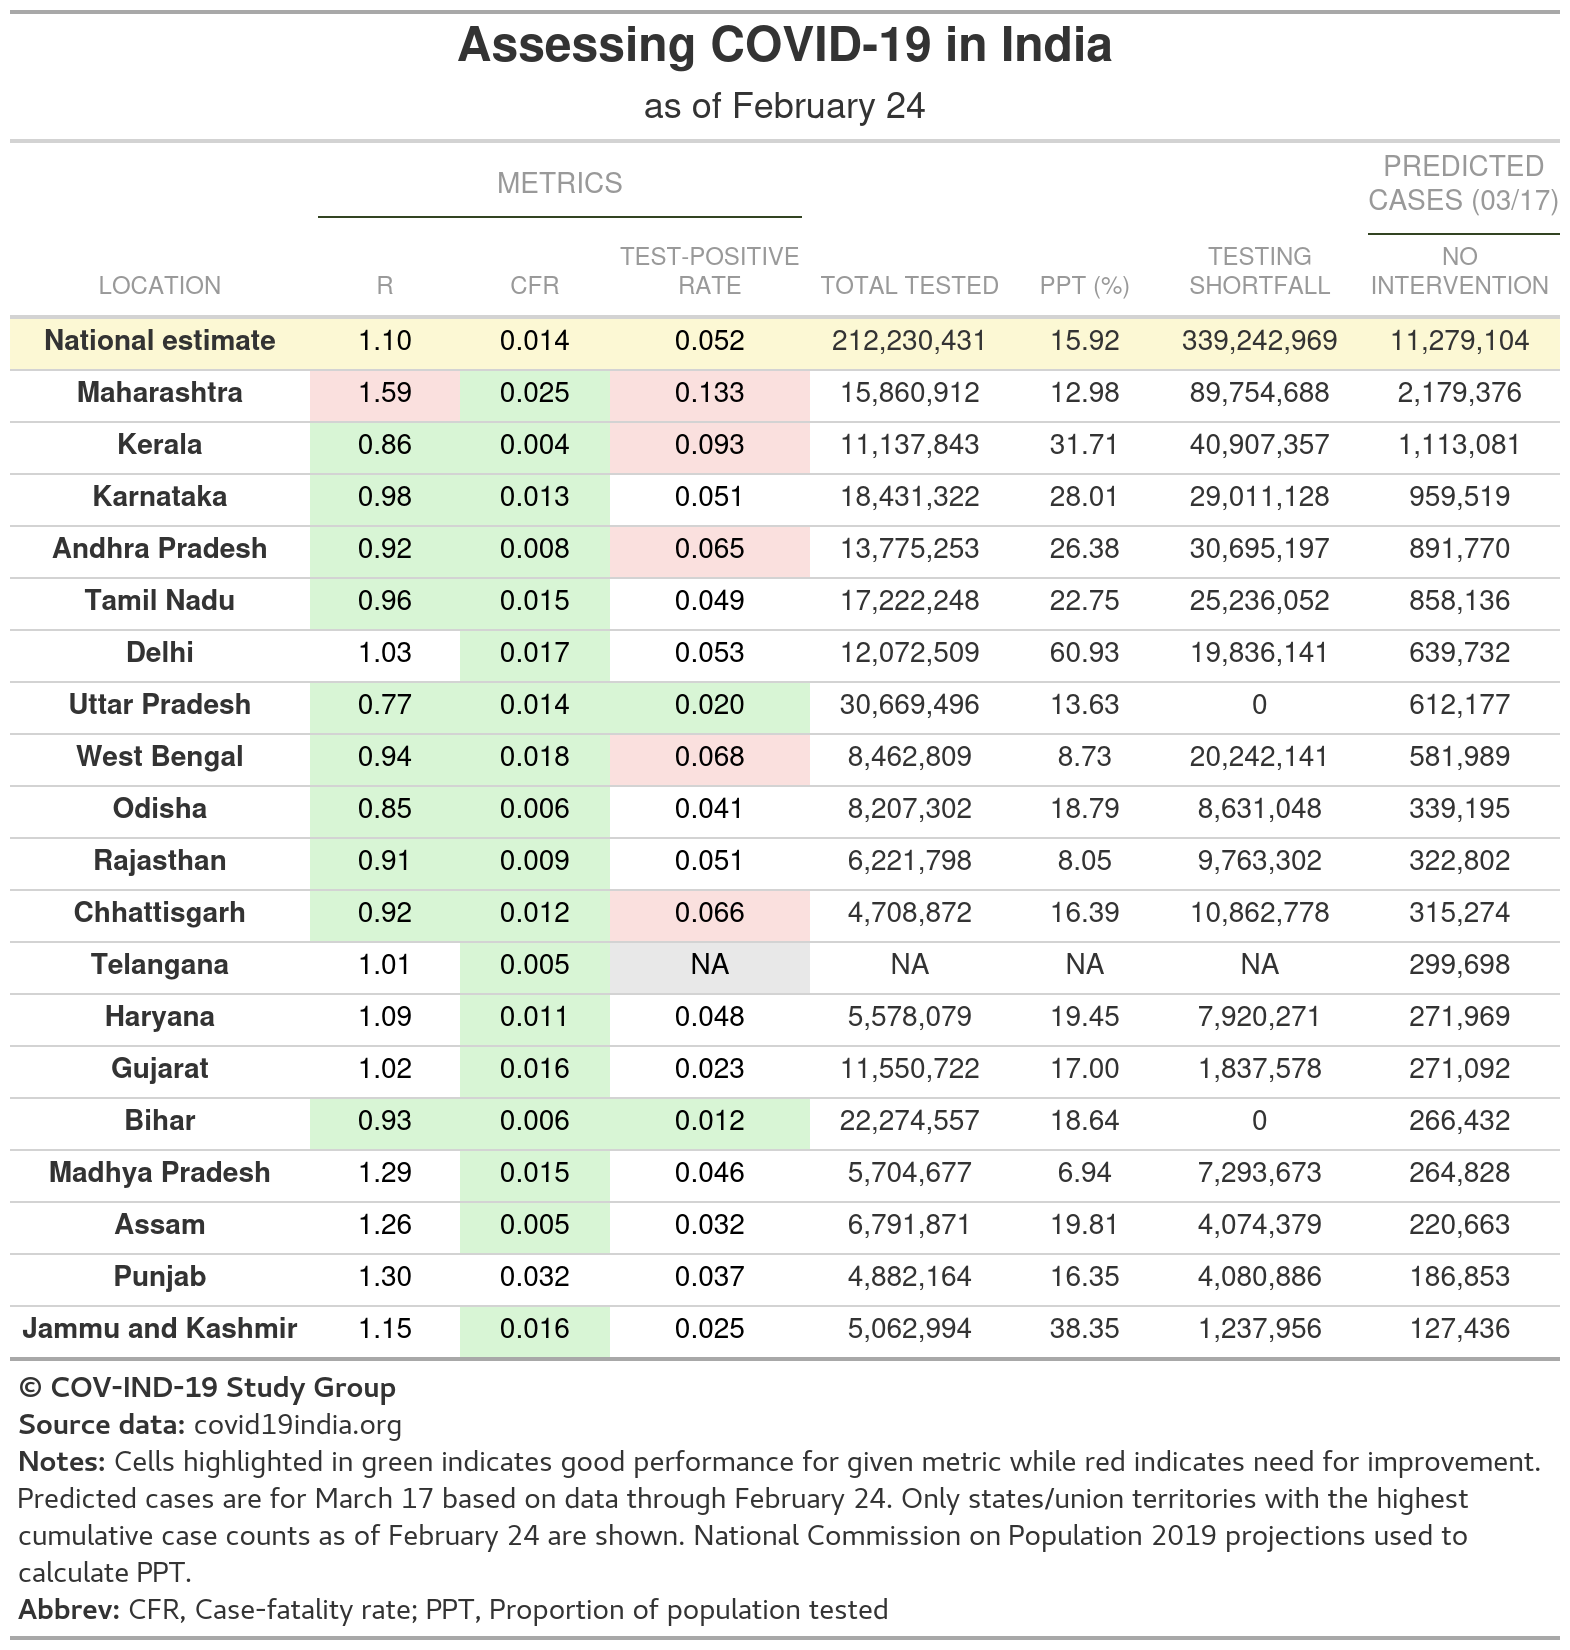 Assessing COVID-19 in India
as of February 24
METRICS
PREDICTED
CASES (03/17)
LOCATION R CFR TEST-POSITIVE RATE TOTAL TESTED PPT (%) TESTING SHORTFALL NO INTERVENTION
National estimate 1.10 0.014 0.052 212,230,431 15.92 339,242,969 11,279,104
Maharashtra 1.59 0.025 0.133 15,860,912 12.98 89,754,688 2,179,376
Kerala 0.86 0.004 0.093 11,137,843 31.71 40,907,357 1,113,081
Karnataka 0.98 0.013 0.051 18,431,322 28.01 29,011,128 959,519
Andhra Pradesh 0.92 0.008 0.065 13,775,253 26.38 30,695,197 891,770
Tamil Nadu 0.96 0.015 0.049 17,222,248 22.75 25,236,052 858,136
Delhi 1.03 0.017 0.053 12,072,509 60.93 19,836,141 639,732
Uttar Pradesh 0.77 0.014 0.020 30,669,496 13.63 0 612,177
West Bengal 0.94 0.018 0.068 8,462,809 8.73 20,242,141 581,989
Odisha 0.85 0.006 0.041 8,207,302 18.79 8,631,048 339,195
Rajasthan 0.91 0.009 0.051 6,221,798 8.05 9,763,302 322,802
Chhattisgarh 0.92 0.012 0.066 4,708,872 16.39 10,862,778 315,274
Telangana 1.01 0.005 NA NA NA NA 299,698
Haryana 1.09 0.011 0.048 5,578,079 19.45 7,920,271 271,969
Gujarat 1.02 0.016 0.023 11,550,722 17.00 1,837,578 271,092
Bihar 0.93 0.006 0.012 22,274,557 18.64 0 266,432
Madhya Pradesh 1.29 0.015 0.046 5,704,677 6.94 7,293,673 264,828
Assam 1.26 0.005 0.032 6,791,871 19.81 4,074,379 220,663
Punjab 1.30 0.032 0.037 4,882,164 16.35 4,080,886 186,853
Jammu and Kashmir 1.15 0.016 0.025 5,062,994 38.35 1,237,956 127,436
© COV-IND-19 Study Group
Source data: covid19india.org
Notes: Cells highlighted in green indicates good performance for given metric while red indicates need for improvement.
Predicted cases are for March 17 based on data through February 24. Only states/union territories with the highest
cumulative case counts as of February 24 are shown. National Commission on Population 2019 projections used to
calculate PPT.
Abbrev: CFR, Case-fatality rate; PPT, Proportion of population tested